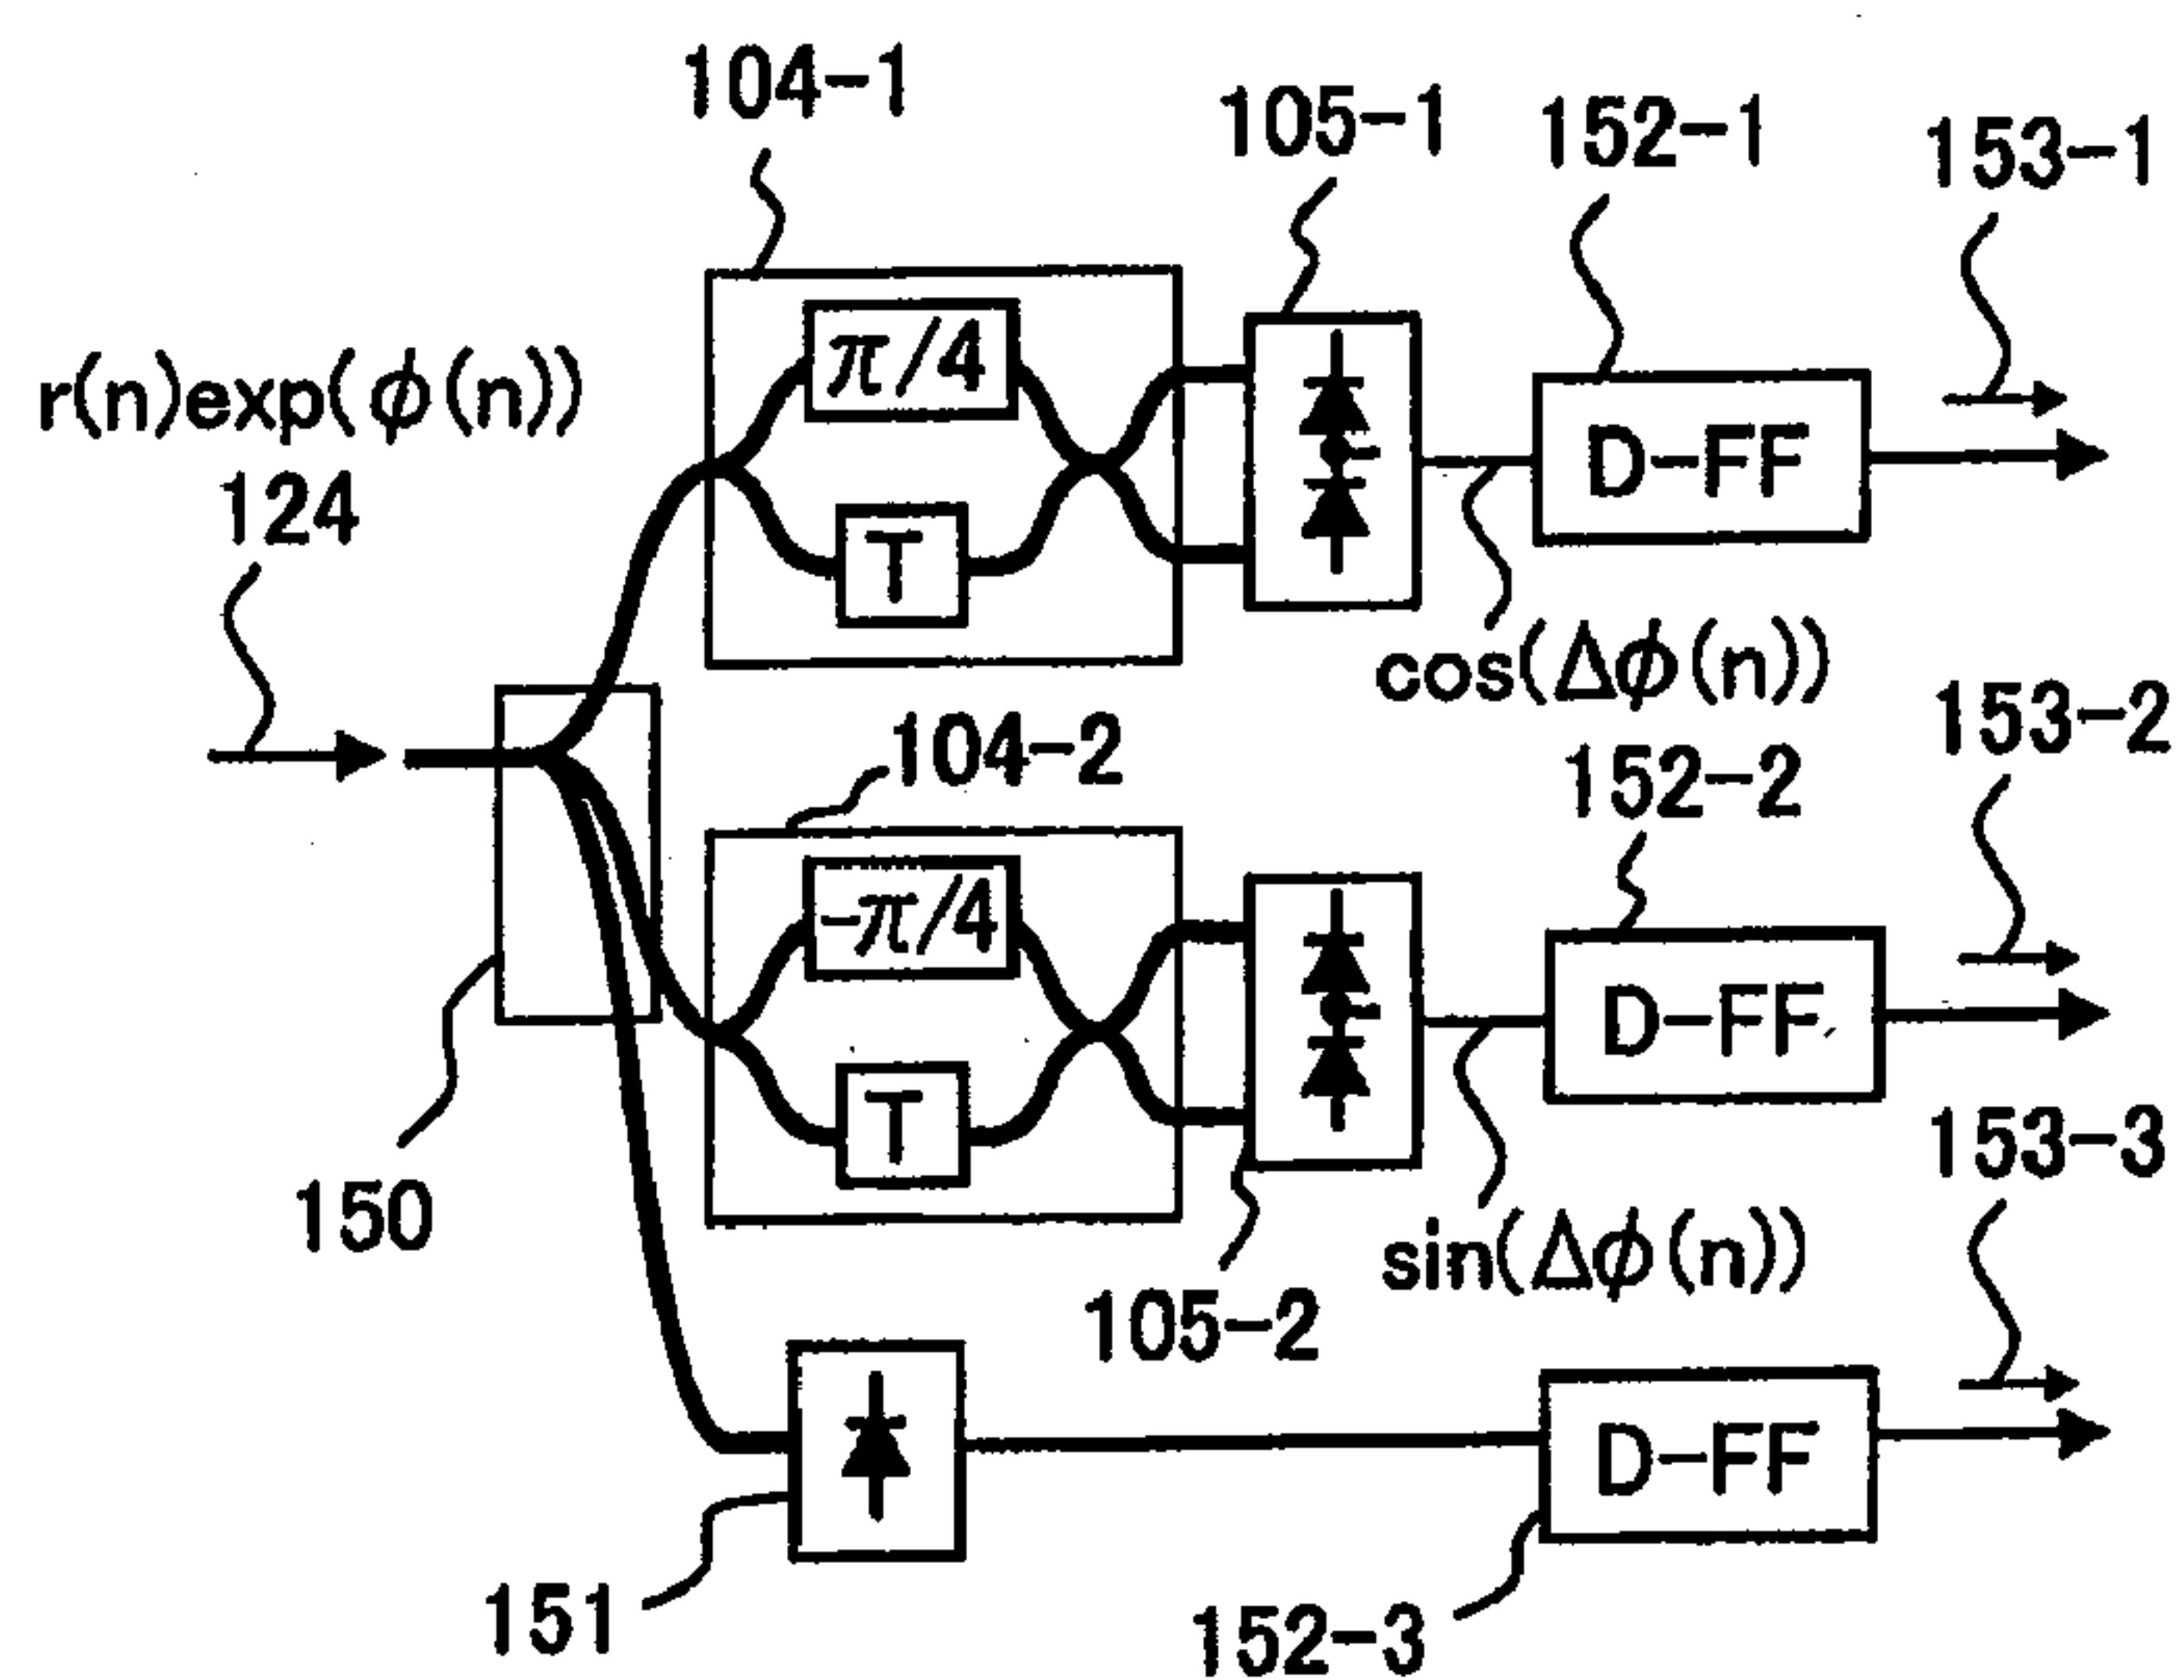 104-1
105-1
152-1
153-1
r(n)exp(ϕ(n))
124
π/4
T
D-FF
cos(Δϕ(n))
153-2
104-2
152-2
-π/4
T
D-FF
153-3
150
sin(Δϕ(n))
105-2
D-FF
151
152-3